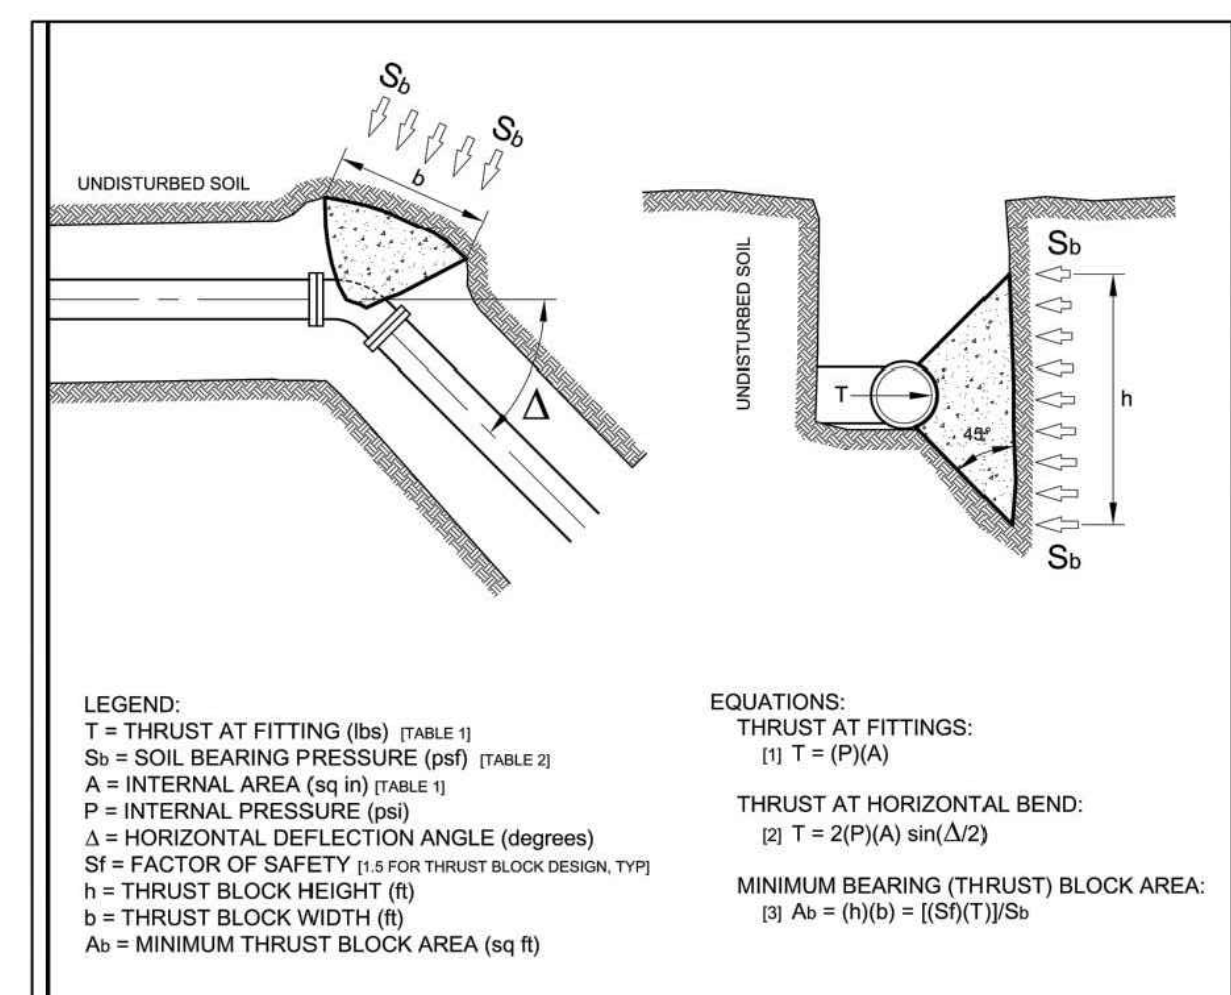 Sb
Sb
b
UNDISTURBED SOIL
Δ
UNDISTURBED SOIL
Sb
T
h
45°
Sb
LEGEND:
T = THRUST AT FITTING (lbs) [TABLE 1]
Sb = SOIL BEARING PRESSURE (psf) [TABLE 2]
A = INTERNAL AREA (sq in) [TABLE 1]
P = INTERNAL PRESSURE (psi)
Δ = HORIZONTAL DEFLECTION ANGLE (degrees)
Sf = FACTOR OF SAFETY [1.5 FOR THRUST BLOCK DESIGN, TYP]
h = THRUST BLOCK HEIGHT (ft)
b = THRUST BLOCK WIDTH (ft)
Ab = MINIMUM THRUST BLOCK AREA (sq ft)
EQUATIONS:
THRUST AT FITTINGS:
[1] T = (P)(A)
THRUST AT HORIZONTAL BEND:
[2] T = 2(P)(A) sin(Δ/2)
MINIMUM BEARING (THRUST) BLOCK AREA:
[3] Ab = (h)(b) = [(Sf)(T)]/Sb